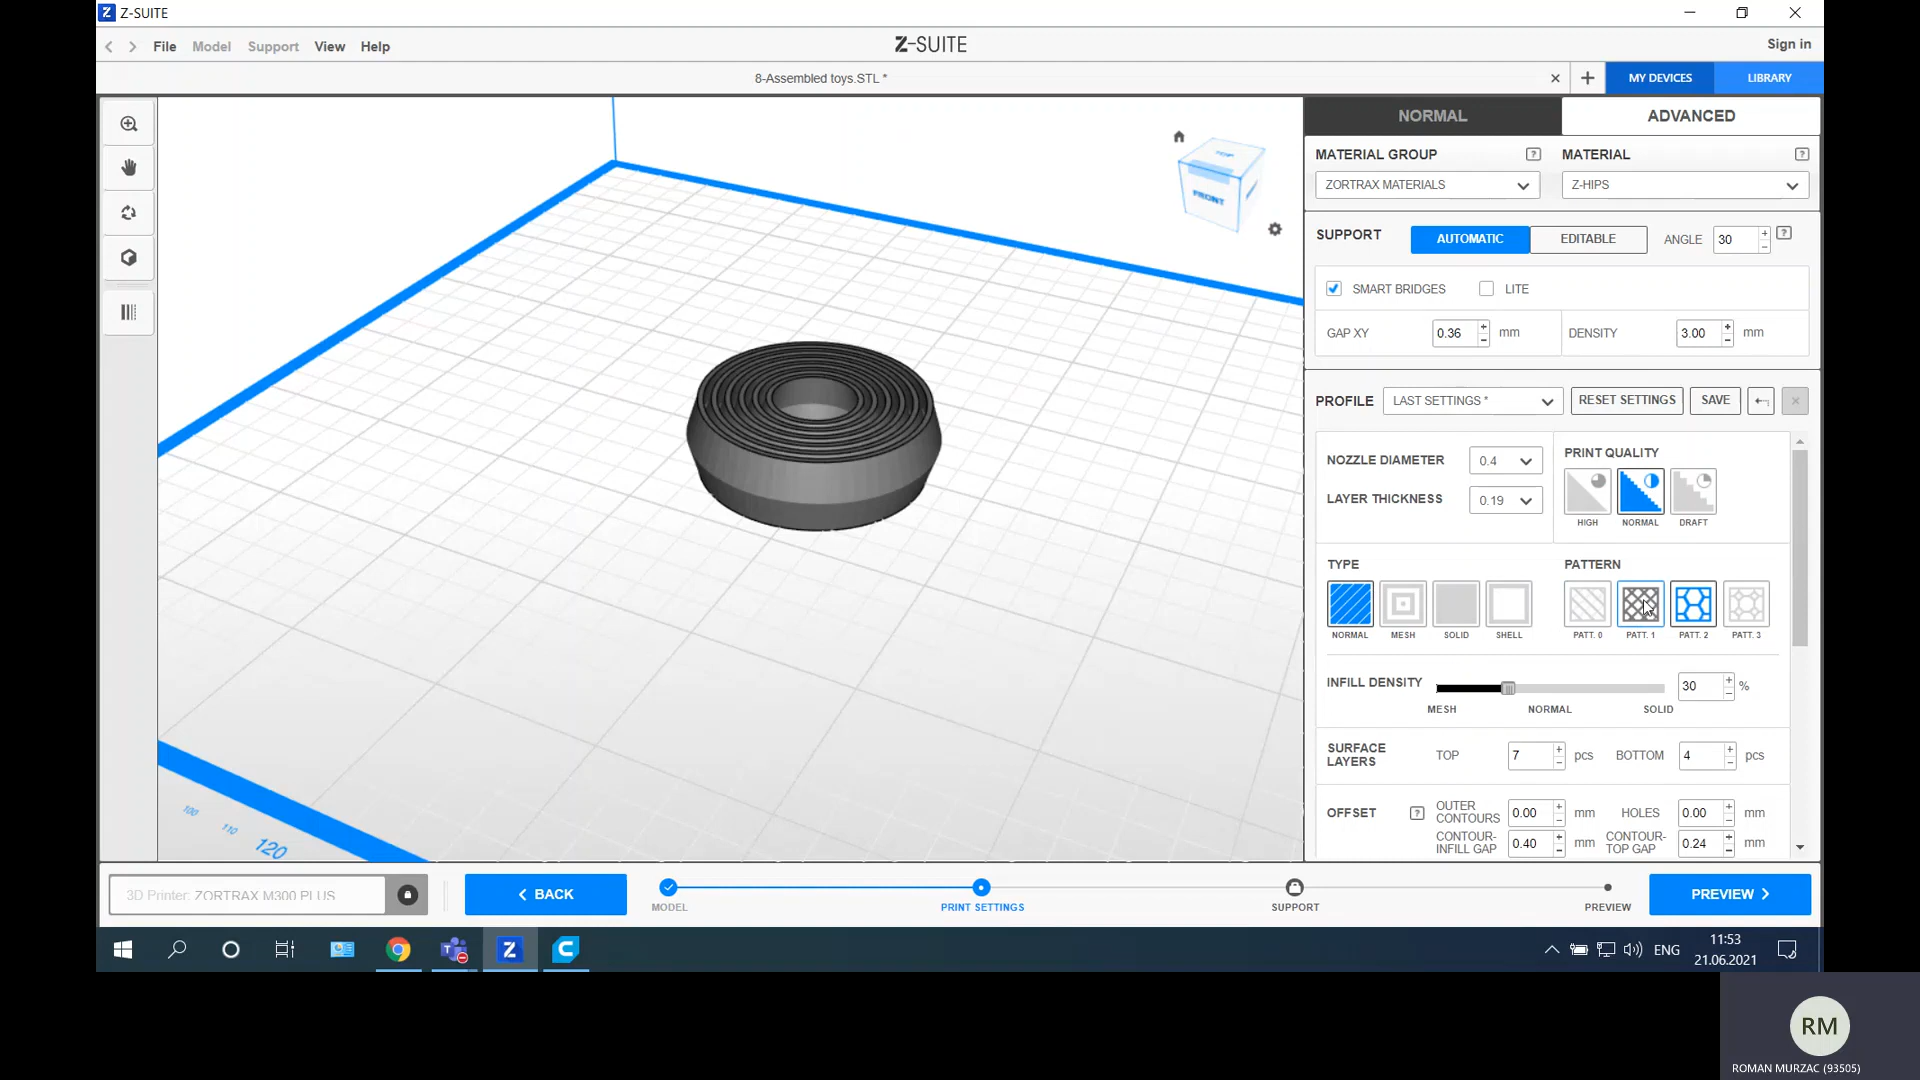 Z-SUITE
File Model Support View Help
Z-SUITE
Sign in
8-Assembled toys.STL *
MY DEVICES LIBRARY
NORMAL ADVANCED
MATERIAL GROUP ? MATERIAL ?
ZORTRAX MATERIALS Z-HIPS
SUPPORT AUTOMATIC EDITABLE ANGLE 30 ?
SMART BRIDGES LITE
GAP XY 0.36 mm DENSITY 3.00 mm
PROFILE LAST SETTINGS * RESET SETTINGS SAVE
NOZZLE DIAMETER 0.4 PRINT QUALITY
LAYER THICKNESS 0.19
HIGH NORMAL DRAFT
TYPE PATTERN
NORMAL MESH SOLID SHELL PATT. 0 PATT. 1 PATT. 2 PATT. 3
INFILL DENSITY 30 %
MESH NORMAL SOLID
SURFACE LAYERS TOP 7 pcs BOTTOM 4 pcs
OFFSET ? OUTER CONTOURS 0.00 mm HOLES 0.00 mm
CONTOUR-INFILL GAP 0.40 mm CONTOUR-TOP GAP 0.24 mm
TOP
FRONT
100
110
120
3D Printer: ZORTRAX M300 PLUS BACK MODEL PRINT SETTINGS SUPPORT PREVIEW PREVIEW
ENG 11:53
21.06.2021
RM
ROMAN MURZAC (93505)